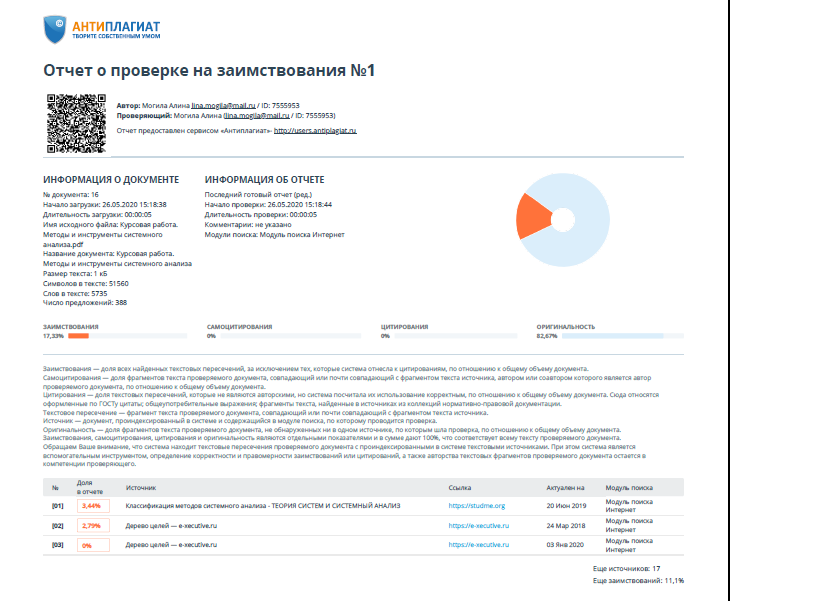 АНТИПЛАГИАТ
ТВОРИТЕ СОБСТВЕННЫМ УМОМ
Отчет о проверке на заимствования №1
Автор: Могила Алина lina.mogila@mail.ru / ID: 7555953
Проверяющий: Могила Алина (lina.mogila@mail.ru / ID: 7555953)
Отчет предоставлен сервисом «Антиплагиат»- http://users.antiplagiat.ru
ИНФОРМАЦИЯ О ДОКУМЕНТЕ
№ документа: 16
Начало загрузки: 26.05.2020 15:18:38
Длительность загрузки: 00:00:05
Имя исходного файла: Курсовая работа.
Методы и инструменты системного
анализа.pdf
Название документа: Курсовая работа.
Методы и инструменты системного анализа
Размер текста: 1 кб
Символов в тексте: 51560
Слов в тексте: 5735
Число предложений: 388
ИНФОРМАЦИЯ ОБ ОТЧЕТЕ
Последний готовый отчет (ред.)
Начало проверки: 26.05.2020 15:18:44
Длительность проверки: 00:00:05
Комментарии: не указано
Модули поиска: Модуль поиска Интернет
ЗАИМСТВОВАНИЯ
17,33%
САМОЦИТИРОВАНИЯ
0%
ЦИТИРОВАНИЯ
0%
ОРИГИНАЛЬНОСТЬ
82,67%
Заимствования — доля всех найденных текстовых пересечений, за исключением тех, которые система отнесла к цитированиям, по отношению к общему объему документа.
Самоцитирования — доля фрагментов текста проверяемого документа, совпадающий или почти совпадающий с фрагментом текста источника, автором или соавтором которого является автор
проверяемого документа, по отношению к общему объему документа.
Цитирования — доля текстовых пересечений, которые не являются авторскими, но система посчитала их использование корректным, по отношению к общему объему документа. Сюда относятся
оформленные по ГОСТу цитаты; общеупотребительные выражения; фрагменты текста, найденные в источниках из коллекций нормативно-правовой документации.
Текстовое пересечение — фрагмент текста проверяемого документа, совпадающий или почти совпадающий с фрагментом текста источника.
Источник — документ, проиндексированный в системе и содержащийся в модуле поиска, по которому проводится проверка.
Оригинальность — доля фрагментов текста проверяемого документа, не обнаруженных ни в одном источнике, по которым шла проверка, по отношению к общему объему документа.
Заимствования, самоцитирования, цитирования и оригинальность являются отдельными показателями и в сумме дают 100%, что соответствует всему тексту проверяемого документа.
Обращаем Ваше внимание, что система находит текстовые пересечения проверяемого документа с проиндексированными в системе текстовыми источниками. При этом система является
вспомогательным инструментом, определение корректности и правомерности заимствований или цитирований, а также авторства текстовых фрагментов проверяемого документа остается в
компетенции проверяющего.
№ Доля в отчете Источник Ссылка Актуален на Модуль поиска
[01] 3,44% Классификация методов системного анализа - ТЕОРИЯ СИСТЕМ И СИСТЕМНЫЙ АНАЛИЗ https://studme.org 20 Июн 2019 Модуль поиска Интернет
[02] 2,79% Дерево целей — e-xecutive.ru https://e-xecutive.ru 24 Мар 2018 Модуль поиска Интернет
[03] 0% Дерево целей — e-xecutive.ru https://e-xecutive.ru 03 Янв 2020 Модуль поиска Интернет
Еще источников: 17
Еще заимствований: 11,1%